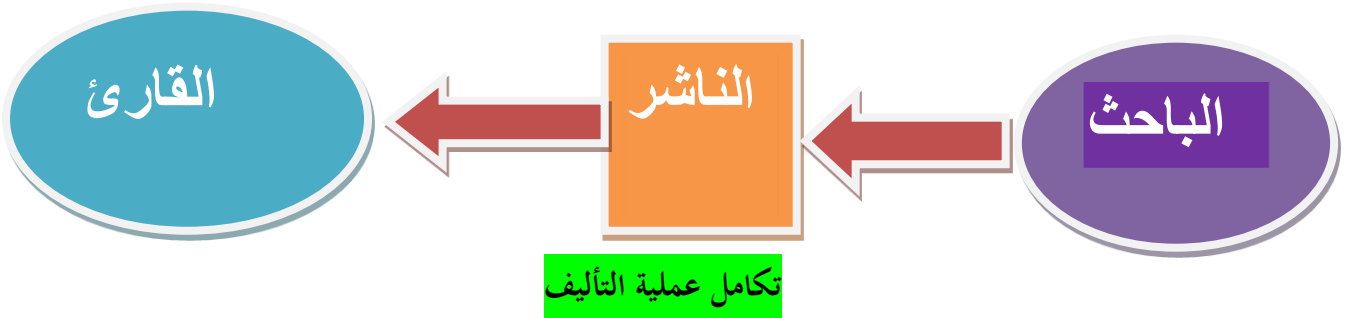 الباحث
الناشر
القارئ
تكامل عملية التأليف